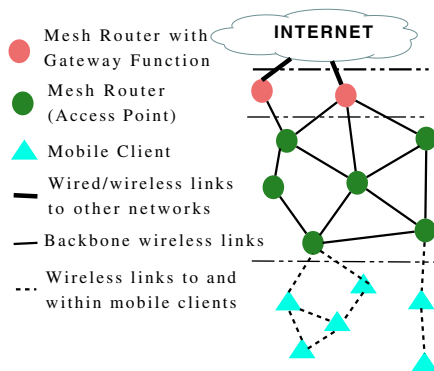 INTERNET
Mesh Router with
Gateway Function
Mesh Router
(Access Point)
Mobile Client
Wired/wireless links
to other networks
Backbone wireless links
Wireless links to and
within mobile clients